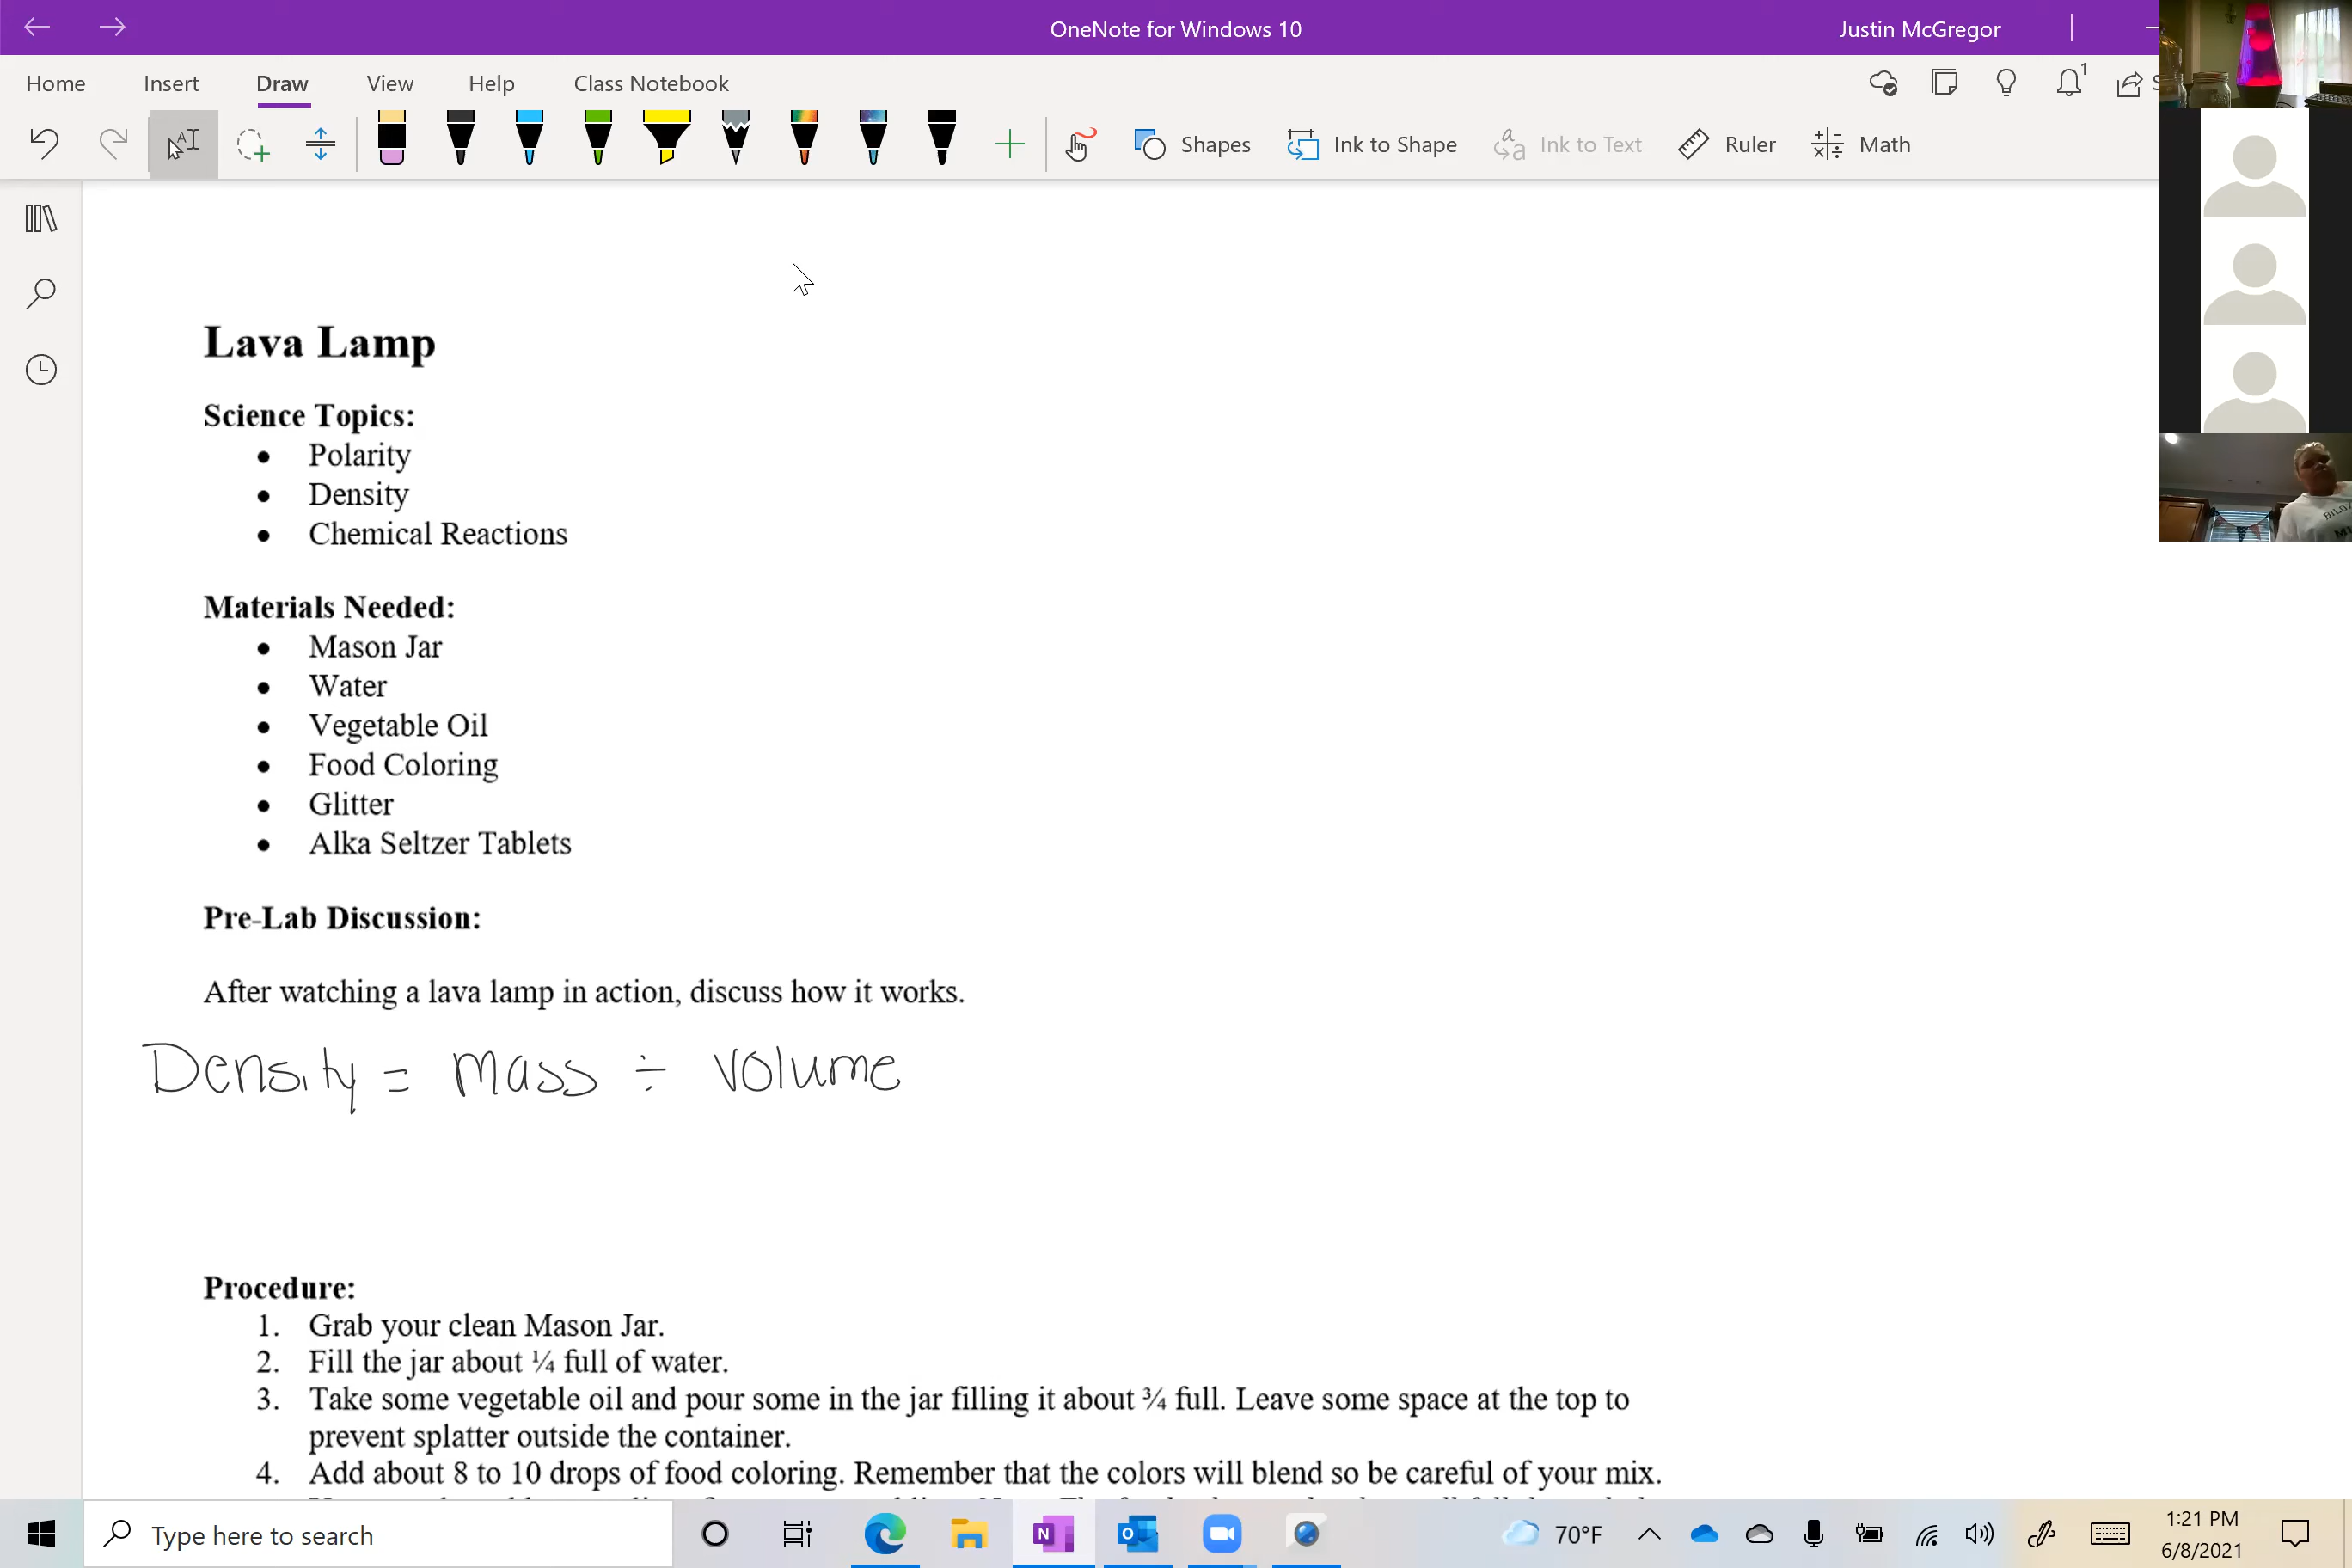 OneNote for Windows 10
Justin McGregor
Home Insert Draw View Help Class Notebook
1
Shapes Ink to Shape Ink to Text Ruler Math
Lava Lamp
Science Topics:
• Polarity
• Density
• Chemical Reactions
Materials Needed:
• Mason Jar
• Water
• Vegetable Oil
• Food Coloring
• Glitter
• Alka Seltzer Tablets
Pre-Lab Discussion:
After watching a lava lamp in action, discuss how it works.
Density = mass ÷ volume
Procedure:
1. Grab your clean Mason Jar.
2. Fill the jar about ¼ full of water.
3. Take some vegetable oil and pour some in the jar filling it about ¾ full. Leave some space at the top to
prevent splatter outside the container.
4. Add about 8 to 10 drops of food coloring. Remember that the colors will blend so be careful of your mix.
Type here to search
70°F
1:21 PM
6/8/2021